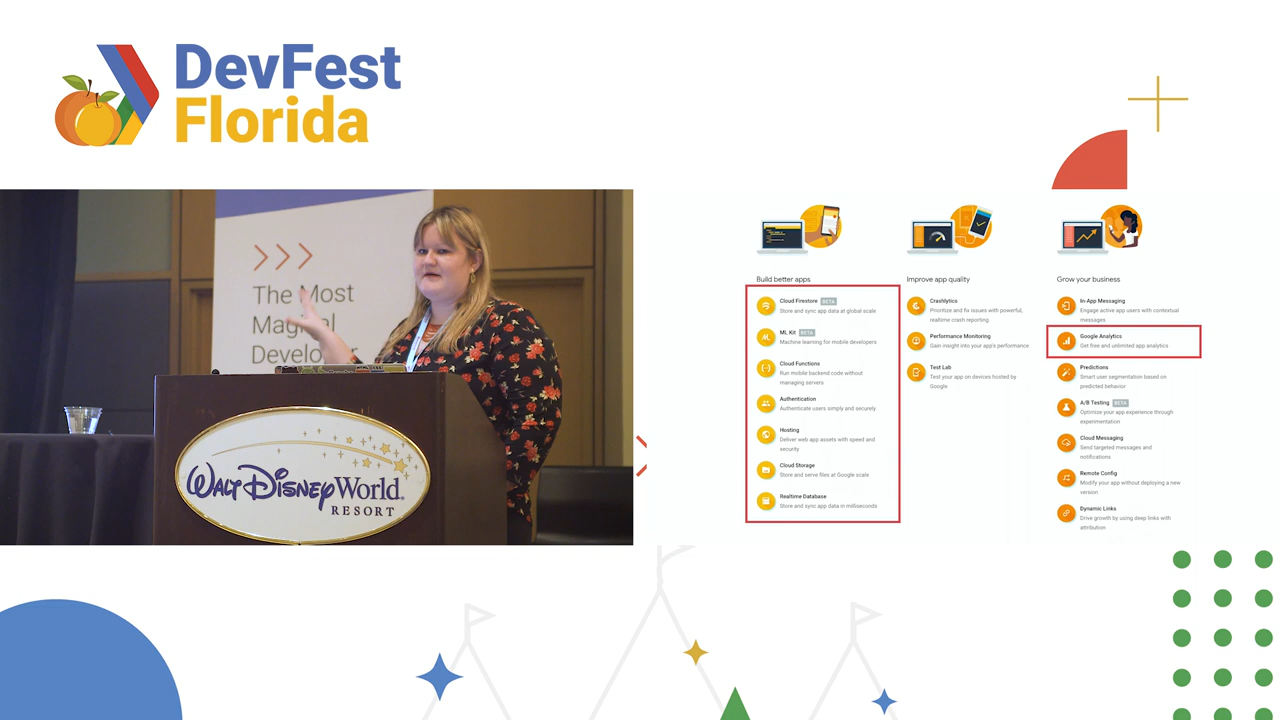 DevFest
Florida
The Most
Magical
Developer
WALT DISNEY World®
RESORT
Build better apps
Cloud Firestore BETA
Store and sync app data at global scale
ML Kit BETA
Machine learning for mobile developers
Cloud Functions
Run mobile backend code without
managing servers
Authentication
Authenticate users simply and securely
Hosting
Deliver web app assets with speed and
security
Cloud Storage
Store and serve files at Google scale
Realtime Database
Store and sync app data in milliseconds
Improve app quality
Crashlytics
Prioritize and fix issues with powerful,
realtime crash reporting
Performance Monitoring
Gain insight into your app's performance
Test Lab
Test your app on devices hosted by
Google
Grow your business
In-App Messaging
Engage active app users with contextual
messages
Google Analytics
Get free and unlimited app analytics
Predictions
Smart user segmentation based on
predicted behavior
A/B Testing BETA
Optimize your app experience through
experimentation
Cloud Messaging
Send targeted messages and
notifications
Remote Config
Modify your app without deploying a new
version
Dynamic Links
Drive growth by using deep links with
attribution